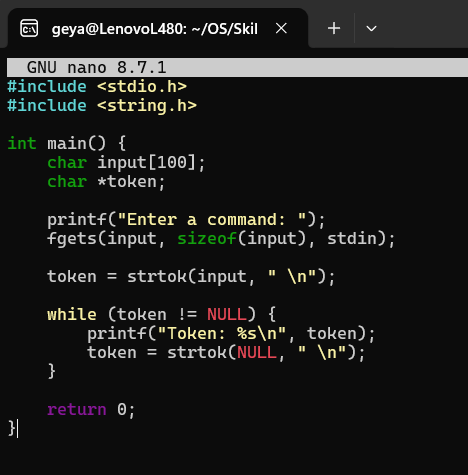 geya@LenovoL480: ~/OS/Skil
GNU nano 8.7.1
#include <stdio.h>
#include <string.h>

int main() {
    char input[100];
    char *token;

    printf("Enter a command: ");
    fgets(input, sizeof(input), stdin);

    token = strtok(input, " \n");

    while (token != NULL) {
        printf("Token: %s\n", token);
        token = strtok(NULL, " \n");
    }

    return 0;
}